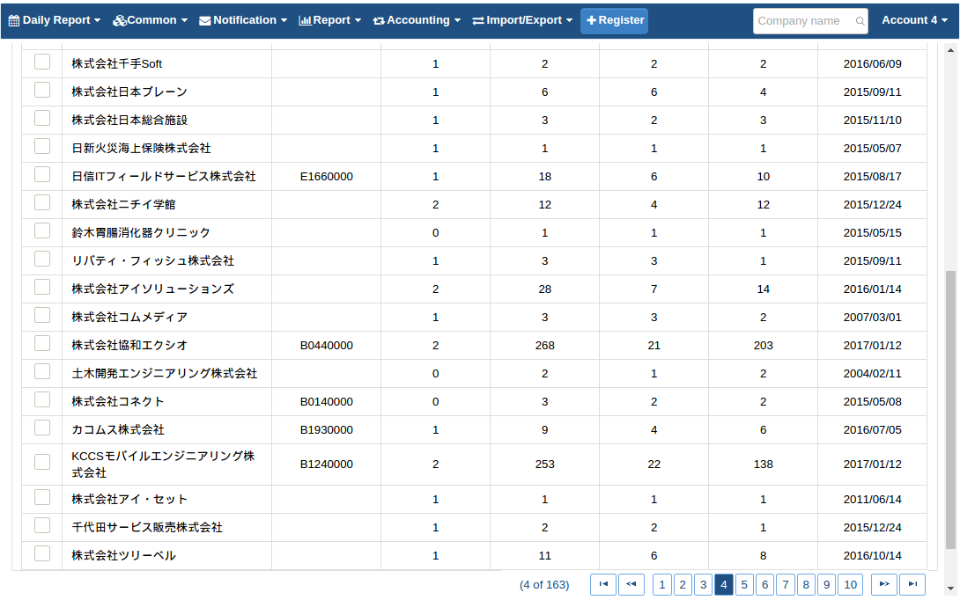 Daily Report Common Notification Report Accounting Import/Export Register Company name Account 4
株式会社千手Soft 1 2 2 2 2016/06/09
株式会社日本ブレーン 1 6 6 4 2015/09/11
株式会社日本総合施設 1 3 2 3 2015/11/10
日新火災海上保険株式会社 1 1 1 1 2015/05/07
日信ITフィールドサービス株式会社 E1660000 1 18 6 10 2015/08/17
株式会社ニチイ学館 2 12 4 12 2015/12/24
鈴木胃腸消化器クリニック 0 1 1 1 2015/05/15
リバティ・フィッシュ株式会社 1 3 3 1 2015/09/11
株式会社アイソリューションズ 2 28 7 14 2016/01/14
株式会社コムメディア 1 3 3 2 2007/03/01
株式会社協和エクシオ B0440000 2 268 21 203 2017/01/12
土木開発エンジニアリング株式会社 0 2 1 2 2004/02/11
株式会社コネクト B0140000 0 3 2 2 2015/05/08
カコムス株式会社 B1930000 1 9 4 6 2016/07/05
KCCSモバイルエンジニアリング株
式会社 B1240000 2 253 22 138 2017/01/12
株式会社アイ・セット 1 1 1 1 2011/06/14
千代田サービス販売株式会社 1 2 2 1 2015/12/24
株式会社ツリーベル 1 11 6 8 2016/10/14
(4 of 163) 1 2 3 4 5 6 7 8 9 10